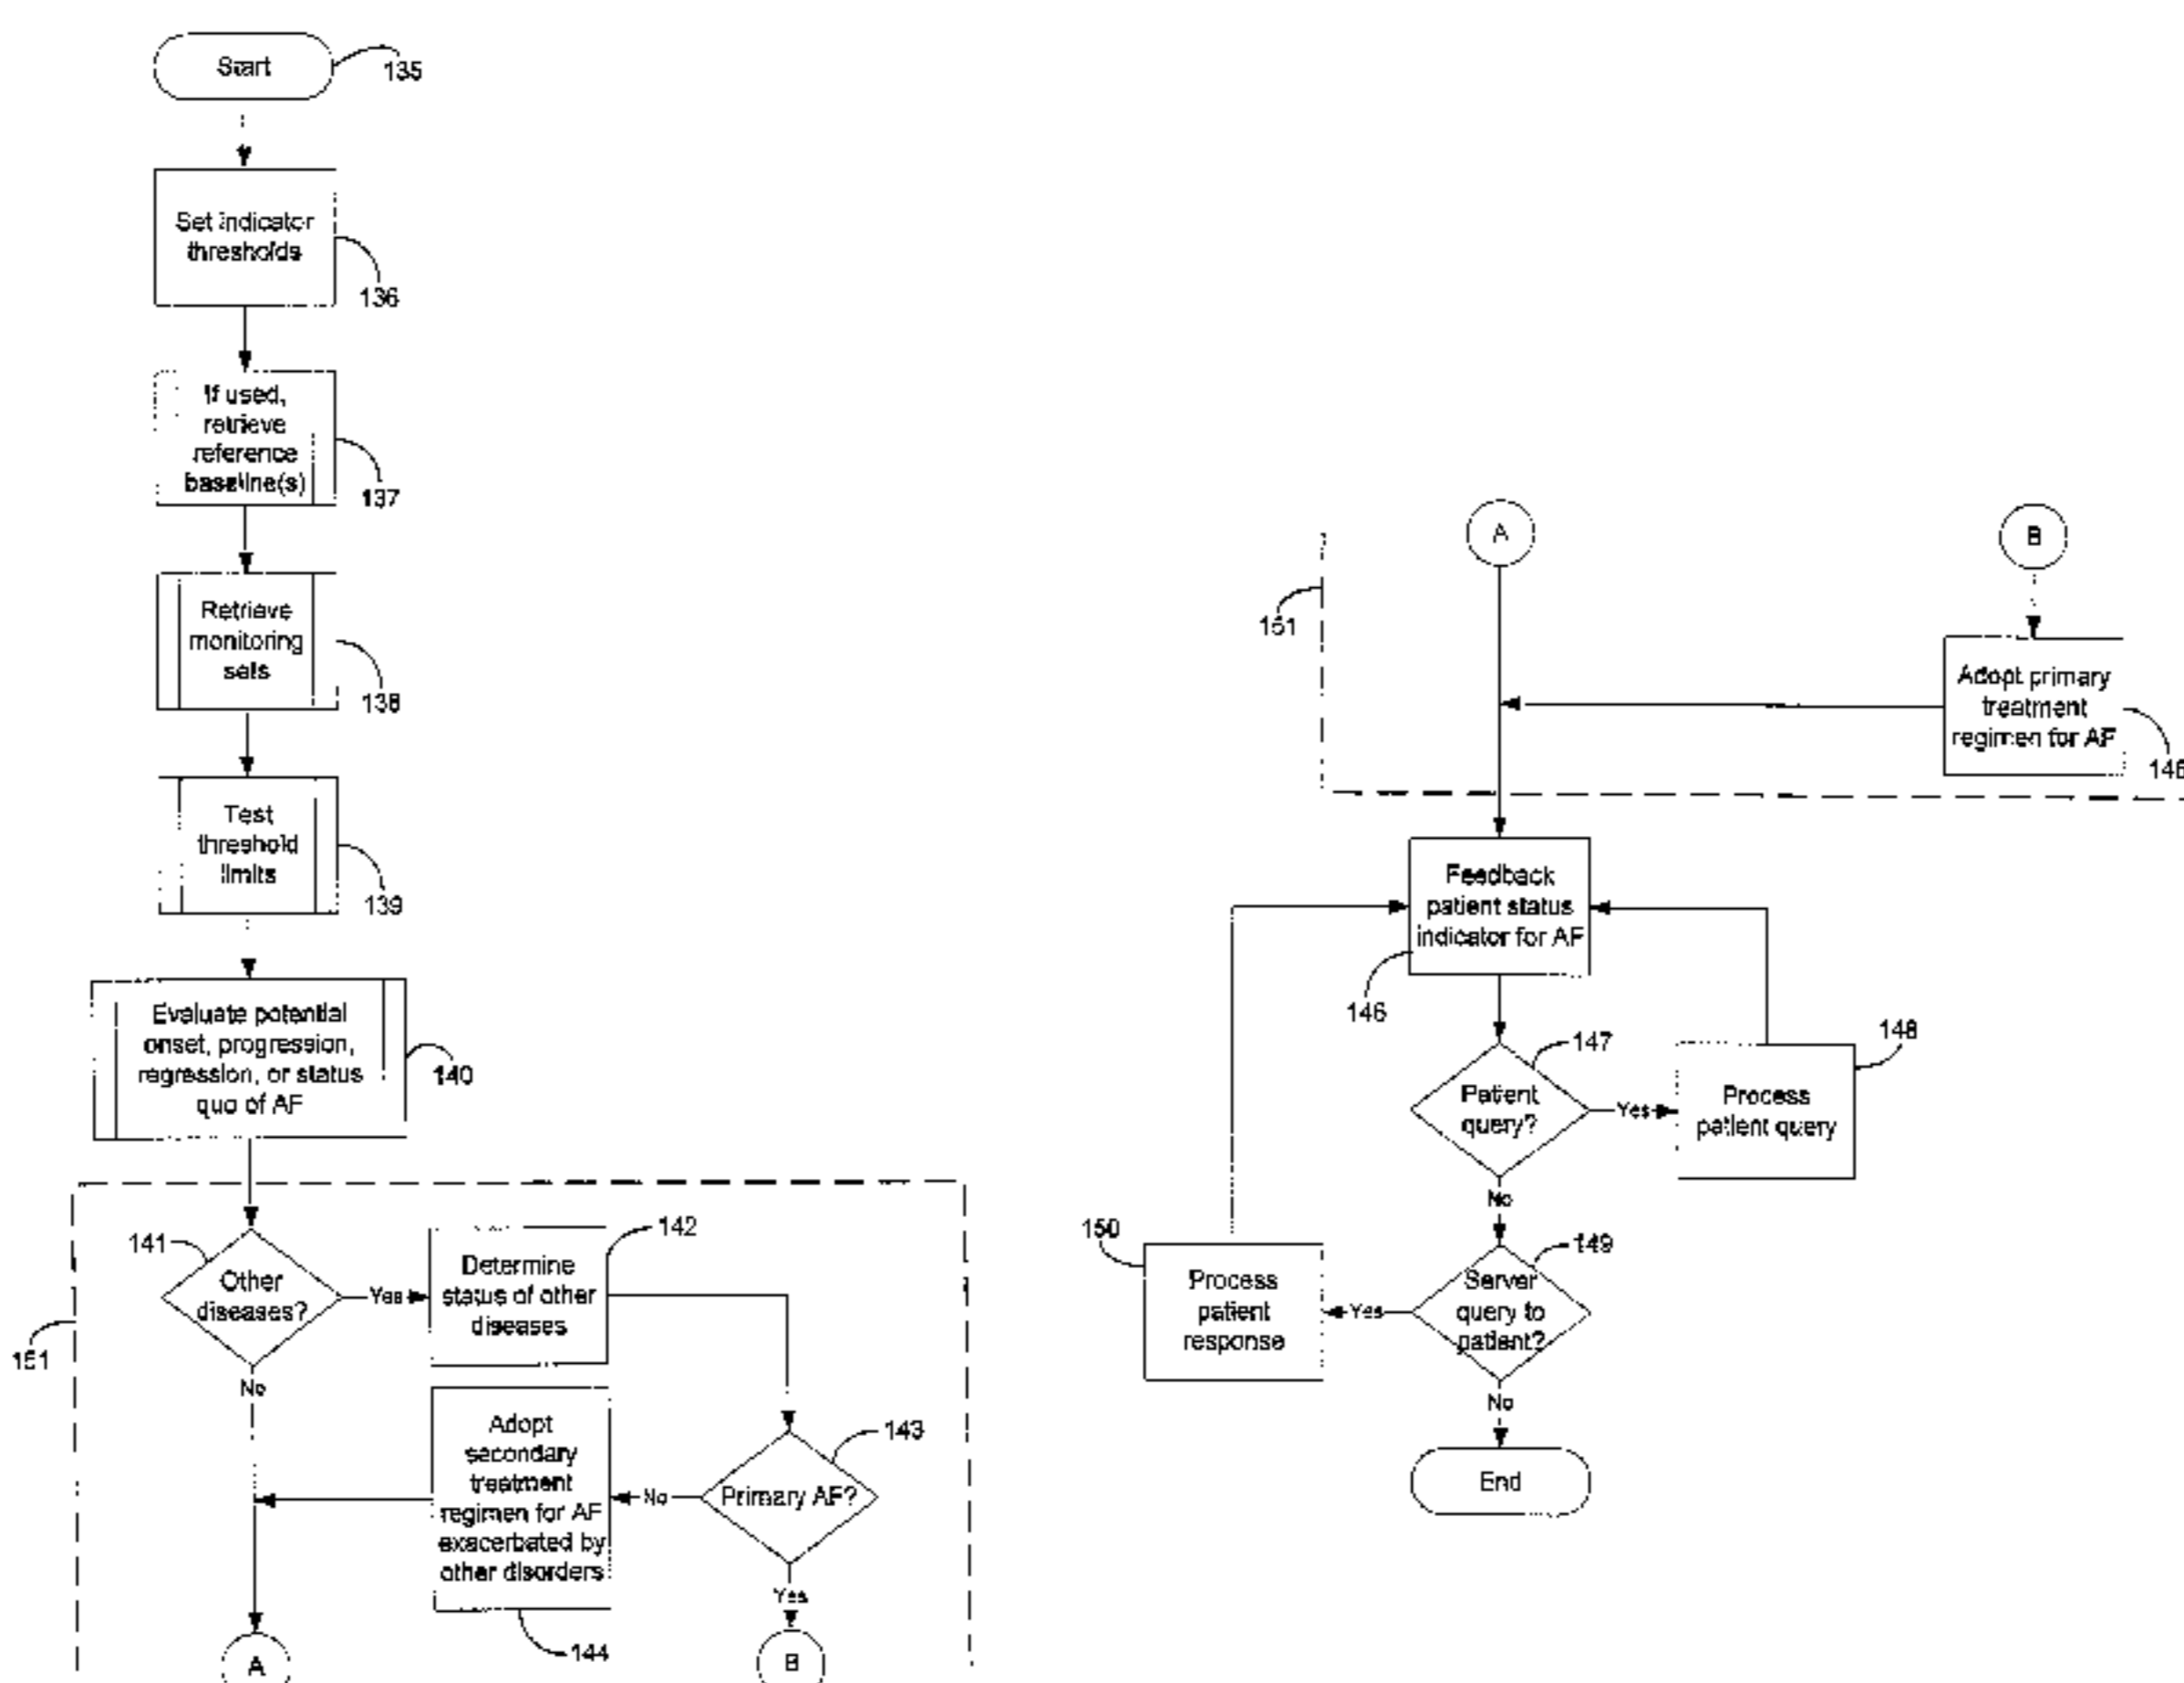 Start
135
Set indicator
thresholds
136
If used,
retrieve
reference
baseline(s)
137
Retrieve
monitoring
sets
138
Test
threshold
limits
139
Evaluate potential
onset, progression,
regression, or status
quo of AF
140
151
141
Other
diseases?
Yes
No
142
Determine
status of other
diseases
143
Primary AF?
No
Yes
Adopt
secondary
treatment
regimen for AF
exacerbated by
other disorders
144
A
B
A
B
151
Adopt primary
treatment
regimen for AF
Feedback
patient status
indicator for AF
146
147
Patient
query?
Yes
No
148
Process
patient query
149
Server
query to
patient?
Yes
No
150
Process
patient
response
End